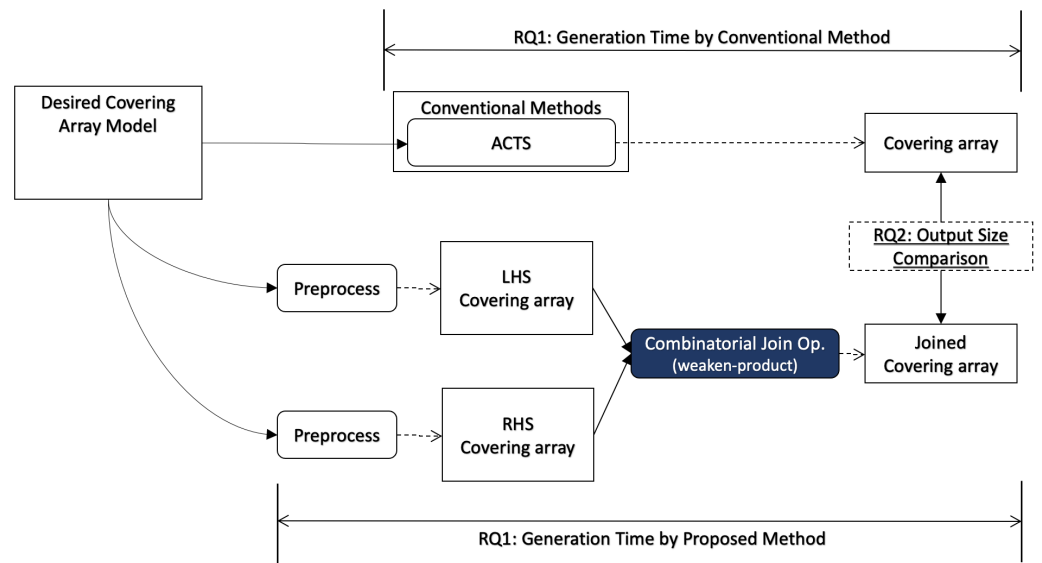 RQ1: Generation Time by Conventional Method
Desired Covering
Array Model
Conventional Methods
ACTS
Covering array
RQ2: Output Size
Comparison
Preprocess
LHS
Covering array
Combinatorial Join Op.
(weaken-product)
Joined
Covering array
Preprocess
RHS
Covering array
RQ1: Generation Time by Proposed Method